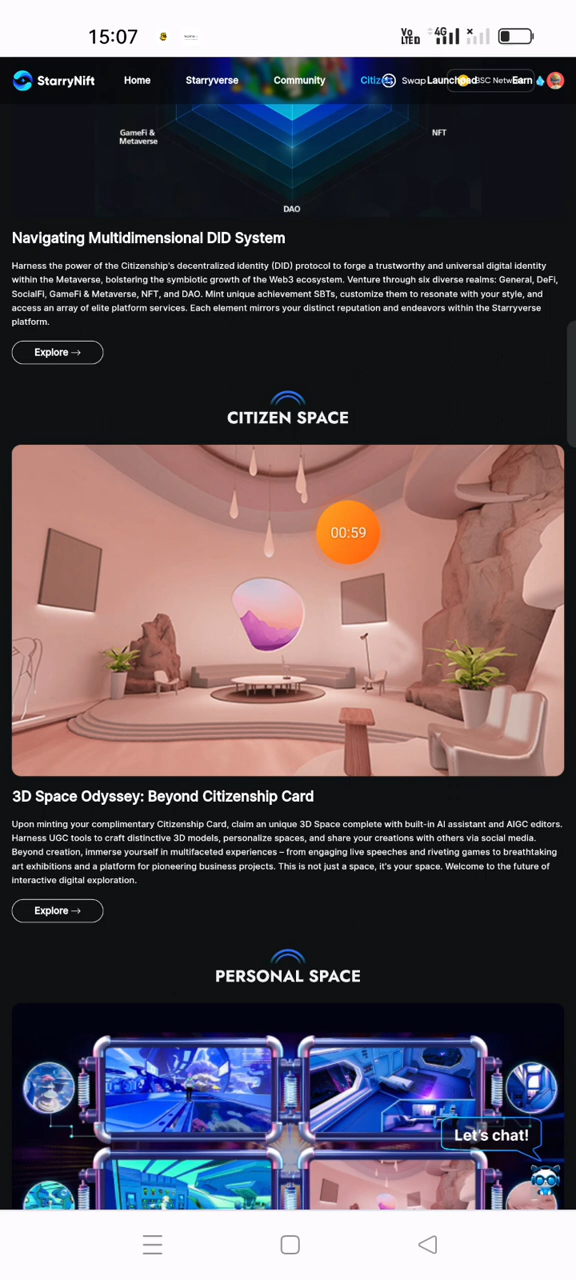 15:07
Vo
LTED 4G
StarryNift Home Starryverse Community Swap Launchpad BSC Earn
GameFi &
Metaverse
NFT
DAO
Navigating Multidimensional DID System
Harness the power of the Citizenship's decentralized identity (DID) protocol to forge a trustworthy and universal digital identity
within the Metaverse, bolstering the symbiotic growth of the Web3 ecosystem. Venture through six diverse realms: General, DeFi,
SocialFi, GameFi & Metaverse, NFT, and DAO. Mint unique achievement SBTs, customize them to resonate with your style, and
access an array of elite platform services. Each element mirrors your distinct reputation and endeavors within the Starryverse
platform.
Explore →
CITIZEN SPACE
00:59
3D Space Odyssey: Beyond Citizenship Card
Upon minting your complimentary Citizenship Card, claim an unique 3D Space complete with built-in AI assistant and AIGC editors.
Harness UGC tools to craft distinctive 3D models, personalize spaces, and share your creations with others via social media.
Beyond creation, immerse yourself in multifaceted experiences – from engaging live speeches and riveting games to breathtaking
art exhibitions and a platform for pioneering business projects. This is not just a space, it's your space. Welcome to the future of
interactive digital exploration.
Explore →
PERSONAL SPACE
Let's chat!